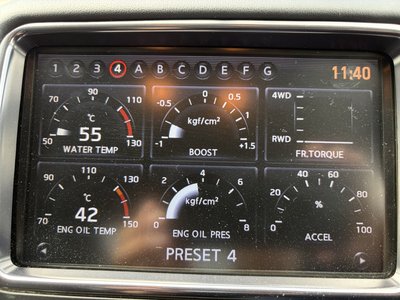 1 2 3 4 A B C D E F G 11:40
50 70 90 110 130 °C 55 WATER TEMP
-1 -0.5 0 0.5 +1.5 kgf/cm² BOOST
4WD RWD FR.TORQUE
70 90 110 130 150 °C 42 ENG OIL TEMP
0 2 4 6 8 kgf/cm² ENG OIL PRES
0 20 40 60 80 100 % ACCEL
PRESET 4